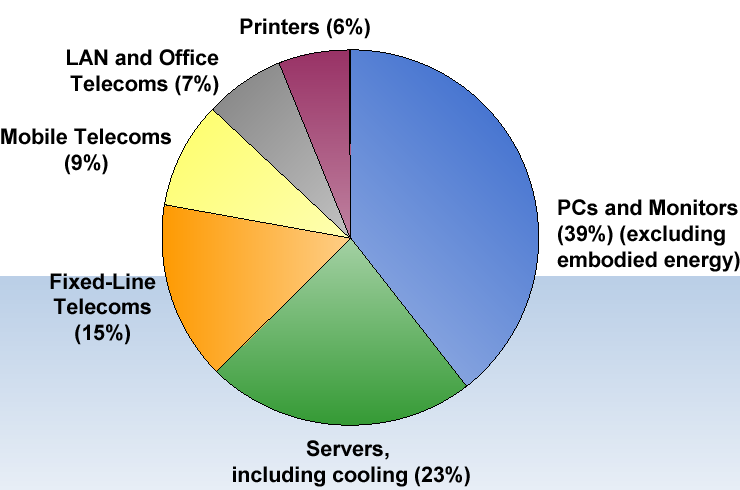 Printers (6%)
LAN and Office
Telecoms (7%)
Mobile Telecoms
(9%)
PCs and Monitors
(39%) (excluding
embodied energy)
Fixed-Line
Telecoms
(15%)
Servers,
including cooling (23%)